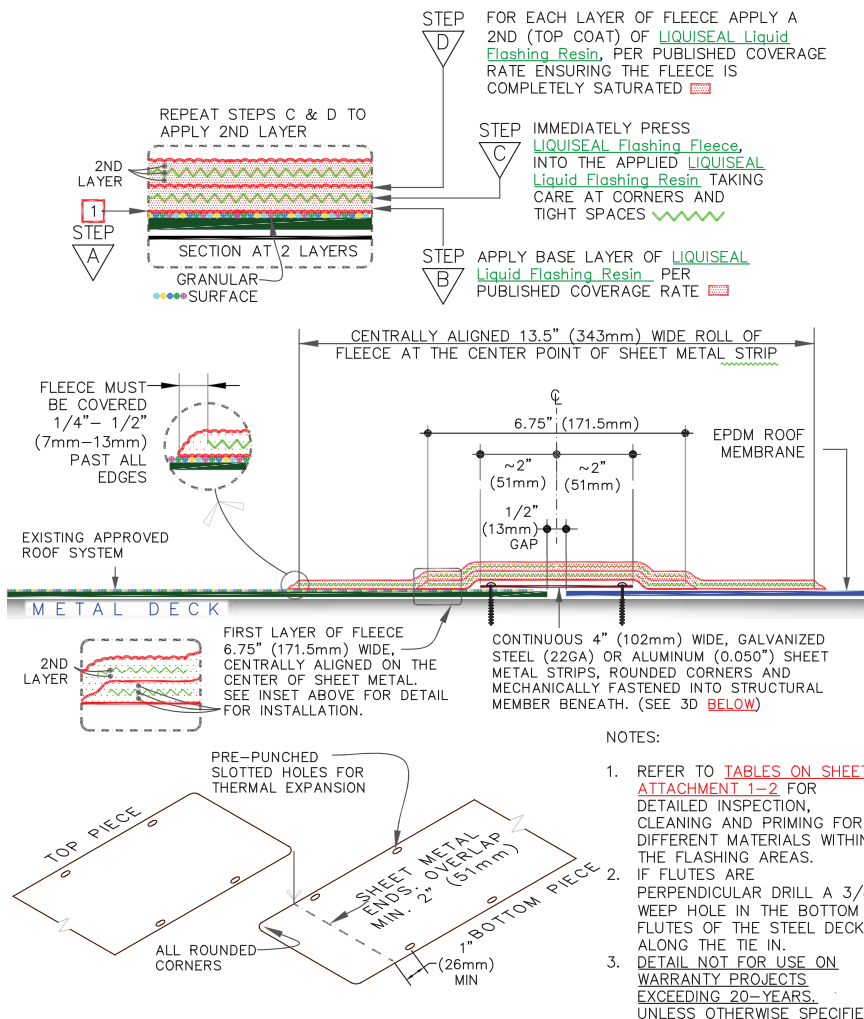 STEP
D
FOR EACH LAYER OF FLEECE APPLY A
2ND (TOP COAT) OF LIQUISEAL Liquid
Flashing Resin, PER PUBLISHED COVERAGE
RATE ENSURING THE FLEECE IS
COMPLETELY SATURATED
REPEAT STEPS C & D TO
APPLY 2ND LAYER
2ND
LAYER
1
STEP
A
SECTION AT 2 LAYERS
GRANULAR
SURFACE
STEP
C
IMMEDIATELY PRESS
LIQUISEAL Flashing Fleece,
INTO THE APPLIED LIQUISEAL
Liquid Flashing Resin TAKING
CARE AT CORNERS AND
TIGHT SPACES
STEP
B
APPLY BASE LAYER OF LIQUISEAL
Liquid Flashing Resin PER
PUBLISHED COVERAGE RATE
CENTRALLY ALIGNED 13.5" (343mm) WIDE ROLL OF
FLEECE AT THE CENTER POINT OF SHEET METAL STRIP
FLEECE MUST
BE COVERED
1/4"- 1/2"
(7mm-13mm)
PAST ALL
EDGES
℄
6.75" (171.5mm)
~2"
(51mm)
~2"
(51mm)
1/2"
(13mm)
GAP
EPDM ROOF
MEMBRANE
EXISTING APPROVED
ROOF SYSTEM
METAL DECK
2ND
LAYER
FIRST LAYER OF FLEECE
6.75" (171.5mm) WIDE,
CENTRALLY ALIGNED ON THE
CENTER OF SHEET METAL.
SEE INSET ABOVE FOR DETAIL
FOR INSTALLATION.
CONTINUOUS 4" (102mm) WIDE, GALVANIZED
STEEL (22GA) OR ALUMINUM (0.050") SHEET
METAL STRIPS, ROUNDED CORNERS AND
MECHANICALLY FASTENED INTO STRUCTURAL
MEMBER BENEATH. (SEE 3D BELOW)
PRE-PUNCHED
SLOTTED HOLES FOR
THERMAL EXPANSION
TOP PIECE
SHEET METAL
ENDS, OVERLAP
MIN. 2" (51mm)
BOTTOM PIECE
ALL ROUNDED
CORNERS
1"
(26mm)
MIN
NOTES:
1. REFER TO TABLES ON SHEET
ATTACHMENT 1-2 FOR
DETAILED INSPECTION,
CLEANING AND PRIMING FOR
DIFFERENT MATERIALS WITHIN
THE FLASHING AREAS.
2. IF FLUTES ARE
PERPENDICULAR DRILL A 3/
WEEP HOLE IN THE BOTTOM
FLUTES OF THE STEEL DECK
ALONG THE TIE IN.
3. DETAIL NOT FOR USE ON
WARRANTY PROJECTS
EXCEEDING 20-YEARS.
UNLESS OTHERWISE SPECIFIE